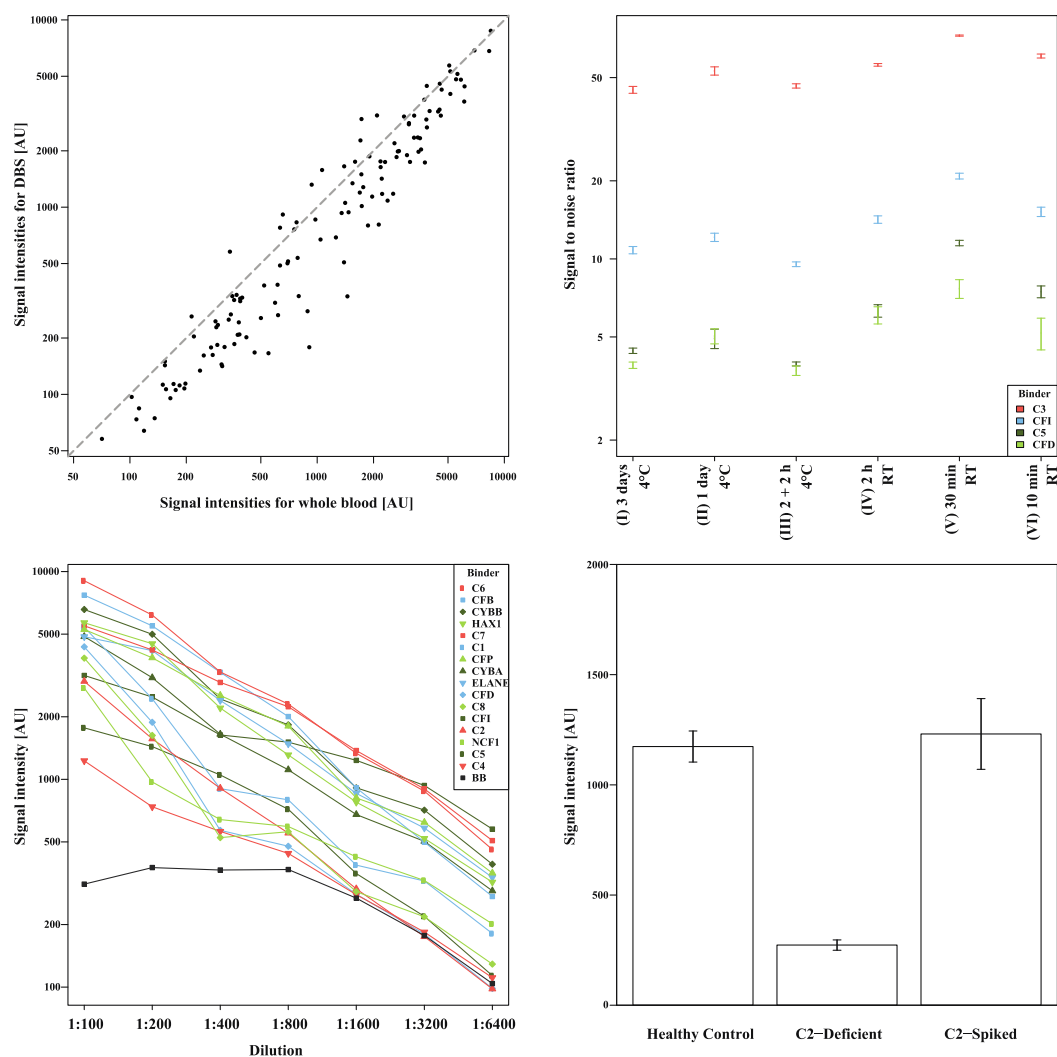 Signal intensities for DBS [AU]
10000
5000
2000
1000
500
200
100
50
50
100
200
500
1000
2000
5000
10000
Signal intensities for whole blood [AU]
Signal to noise ratio
50
20
10
5
2
Binder
C3
CFI
C5
CFD
(I) 3 days
4°C
(II) 1 day
4°C
(III) 2 + 2 h
4°C
(IV) 2 h
RT
(V) 30 min
RT
(VI) 10 min
RT
Signal intensity [AU]
10000
5000
2000
1000
500
200
100
Binder
C6
CFB
CYBB
HAX1
C7
C1
CFP
CYBA
ELANE
CFD
C8
CFI
C2
NCF1
C5
C4
BB
1:100
1:200
1:400
1:800
1:1600
1:3200
1:6400
Dilution
Signal intensity [AU]
2000
1500
1000
500
0
Healthy Control
C2−Deficient
C2−Spiked